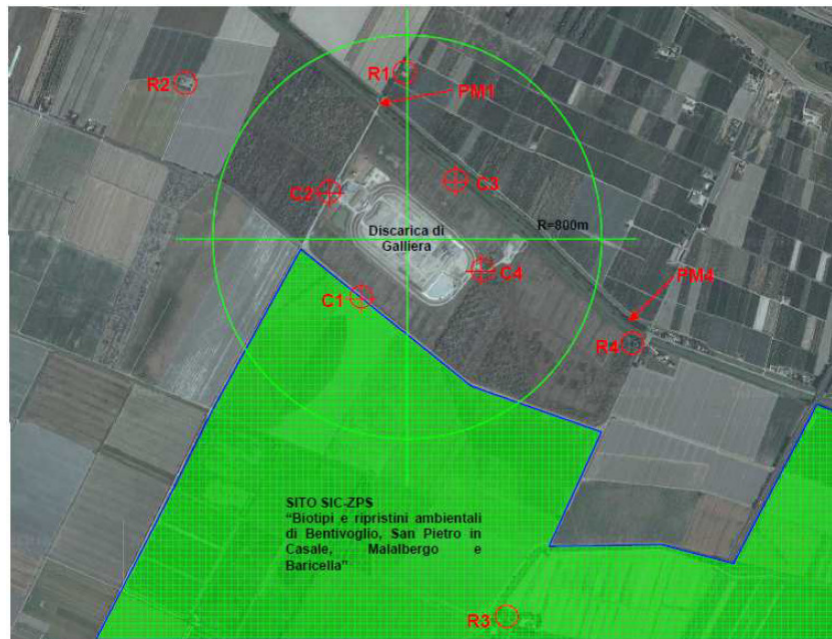 R1
R2
PM1
C2
C3
R=800m
Discarica di
Galliera
C4
PM4
C1
R4
SITO SIC-ZPS
"Biotipi e ripristini ambientali
di Bentivoglio, San Pietro in
Casale, Malalbergo e
Baricella"
R3